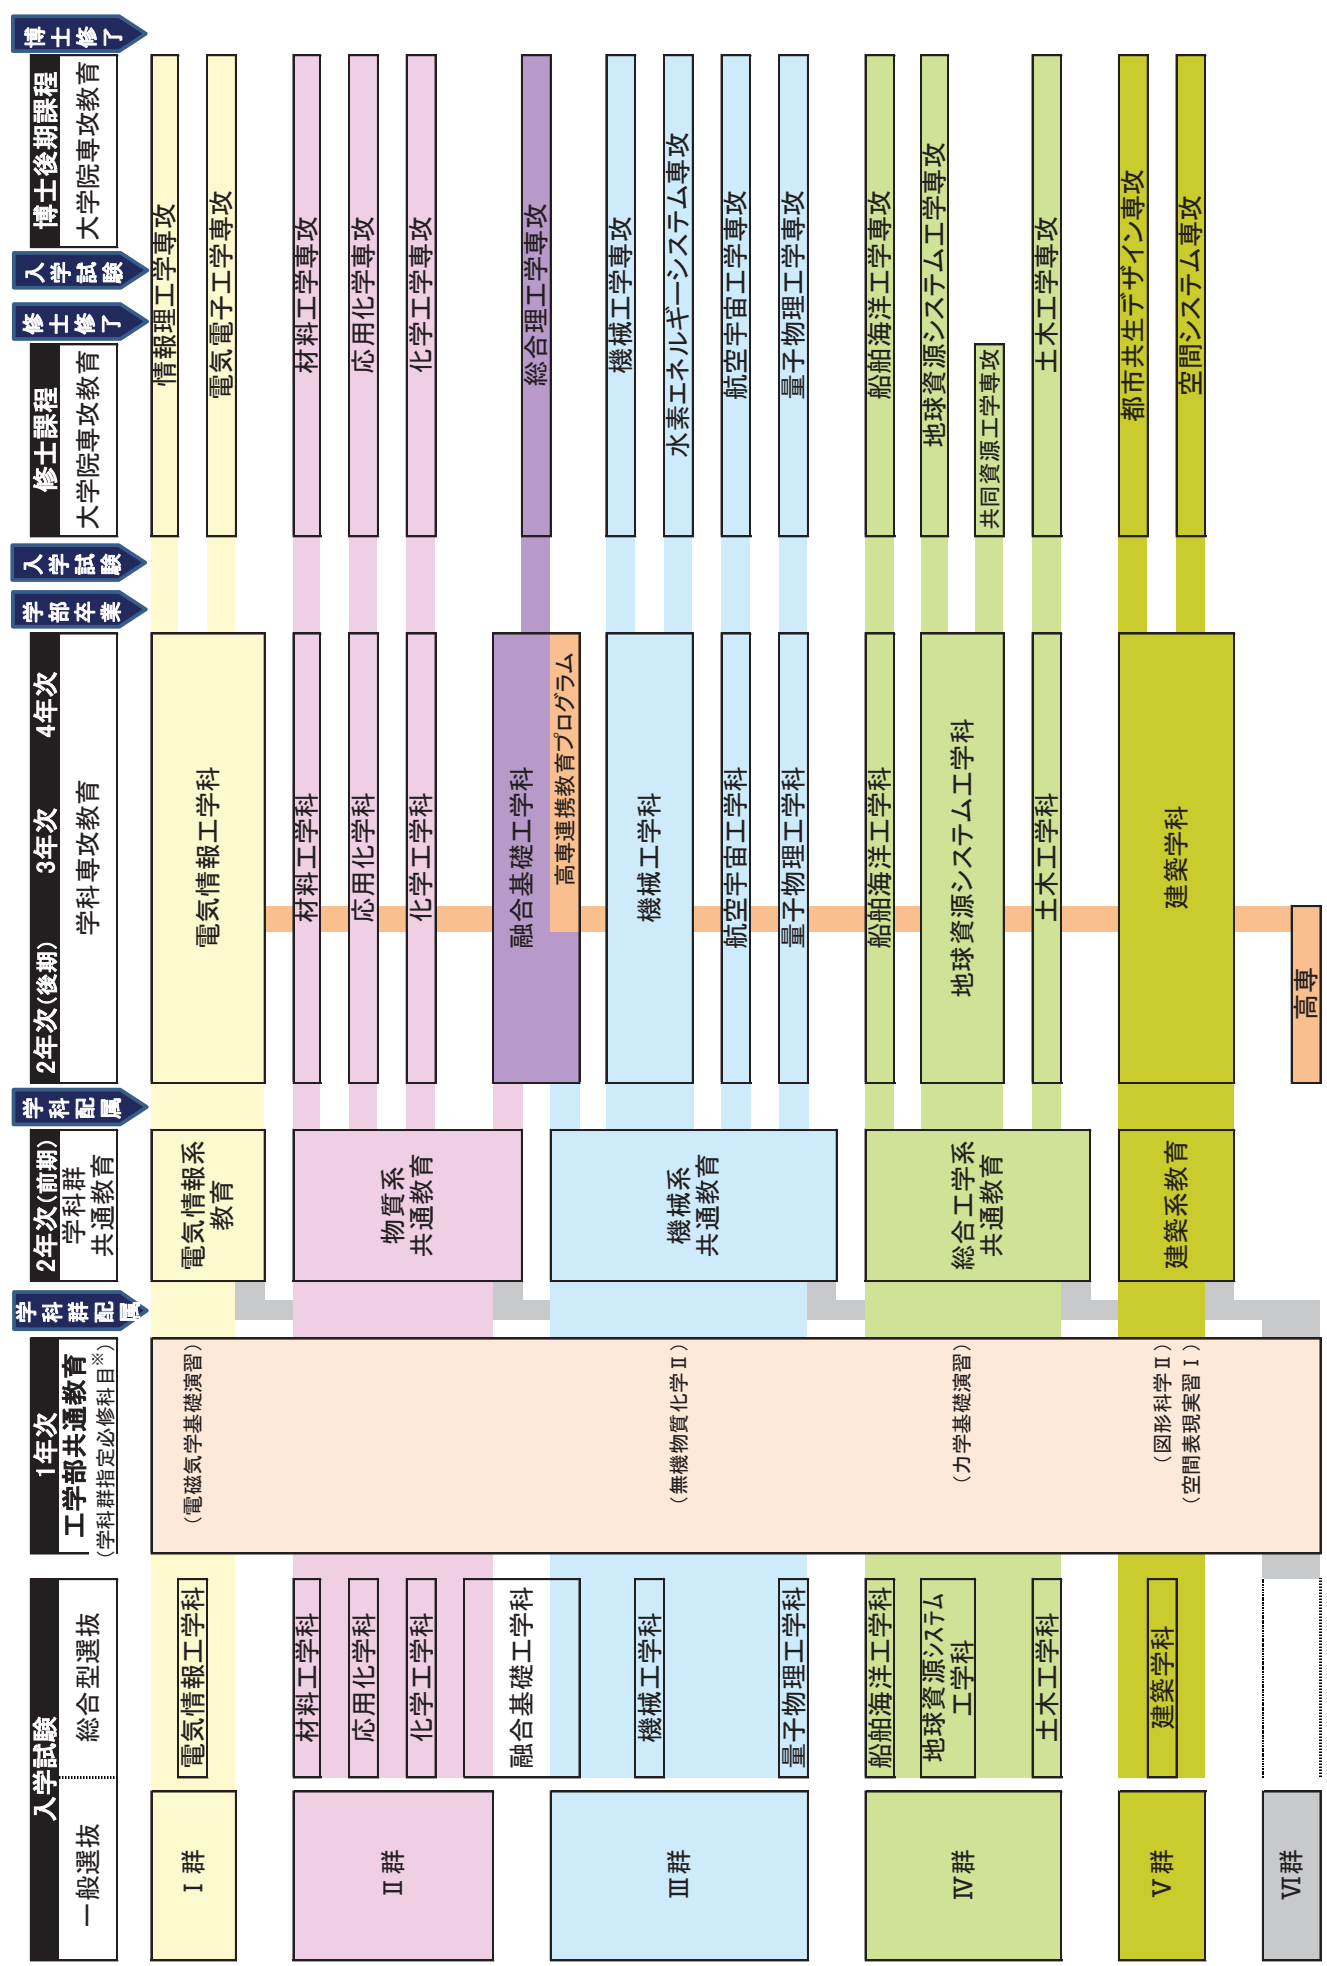 入学試験
一般選抜
総合型選抜
1年次
工学部共通教育
（学科群指定必修科目※）
学科群配属
2年次（前期）
学科群
共通教育
学科配属
2年次（後期）
3年次
4年次
学科専攻教育
学部卒業
入学試験
修士課程
大学院専攻教育
修士修了
入学試験
博士後期課程
大学院専攻教育
博士修了
Ⅰ群
電気情報工学科
（電磁気学基礎演習）
電気情報系
教育
電気情報工学科
情報理工学専攻
電気電子工学専攻
Ⅱ群
材料工学科
応用化学科
化学工学科
融合基礎工学科
物質系
共通教育
材料工学科
応用化学科
化学工学科
融合基礎工学科
高専連携教育プログラム
材料工学専攻
応用化学専攻
化学工学専攻
総合理工学専攻
Ⅲ群
機械工学科
量子物理工学科
（無機物質化学Ⅱ）
機械系
共通教育
機械工学科
航空宇宙工学科
量子物理工学科
機械工学専攻
水素エネルギーシステム専攻
航空宇宙工学専攻
量子物理工学専攻
Ⅳ群
船舶海洋工学科
地球資源システム
工学科
土木工学科
（力学基礎演習）
総合工学系
共通教育
船舶海洋工学科
地球資源システム工学科
土木工学科
船舶海洋工学専攻
地球資源システム工学専攻
共同資源工学専攻
土木工学専攻
Ⅴ群
建築学科
（図形科学Ⅱ）
（空間表現実習Ⅰ）
建築系教育
建築学科
都市共生デザイン専攻
空間システム専攻
Ⅵ群
高専